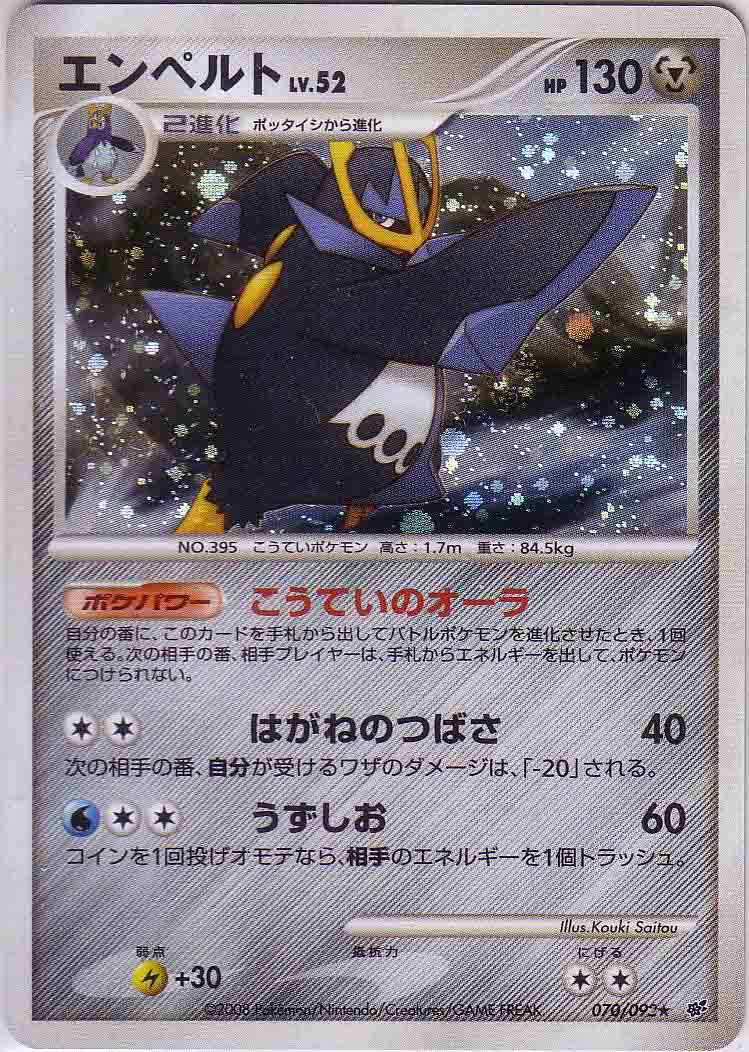 エンペルト LV.52 HP 130
2進化 ポッタイシから進化
NO.395 こうていポケモン 高さ:1.7m 重さ:84.5kg
ポケパワー こうていのオーラ
自分の番に、このカードを手札から出してバトルポケモンを進化させたとき、1回
使える。次の相手の番、相手プレイヤーは、手札からエネルギーを出して、ポケモン
につけられない。
はがねのつばさ 40
次の相手の番、自分が受けるワザのダメージは、「-20」される。
うずしお 60
コインを1回投げオモテなら、相手のエネルギーを1個トラッシュ。
Illus.Kouki Saitou
弱点 抵抗力 にげる
+30
©2008 Pokémon/Nintendo/Creatures/GAME FREAK. 070/092★